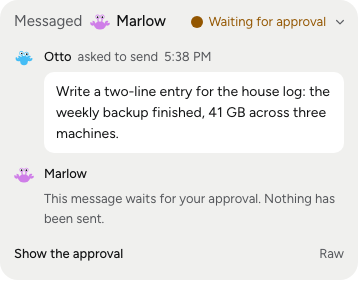 Messaged Marlow Waiting for approval
Otto asked to send 5:38 PM
Write a two-line entry for the house log: the
weekly backup finished, 41 GB across three
machines.
Marlow
This message waits for your approval. Nothing has
been sent.
Show the approval Raw